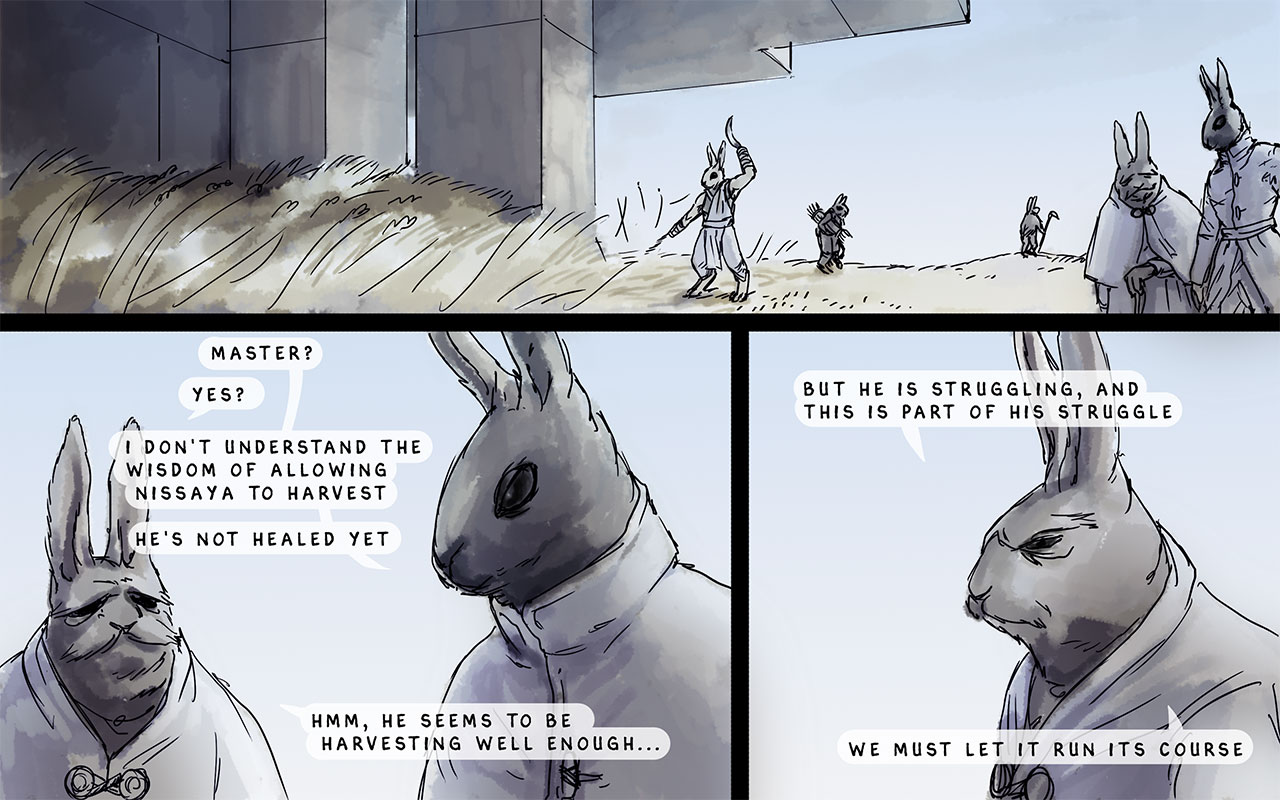 MASTER?
YES?
I DON'T UNDERSTAND THE
WISDOM OF ALLOWING
NISSAYA TO HARVEST
HE'S NOT HEALED YET
HMM, HE SEEMS TO BE
HARVESTING WELL ENOUGH...
BUT HE IS STRUGGLING, AND
THIS IS PART OF HIS STRUGGLE
WE MUST LET IT RUN ITS COURSE